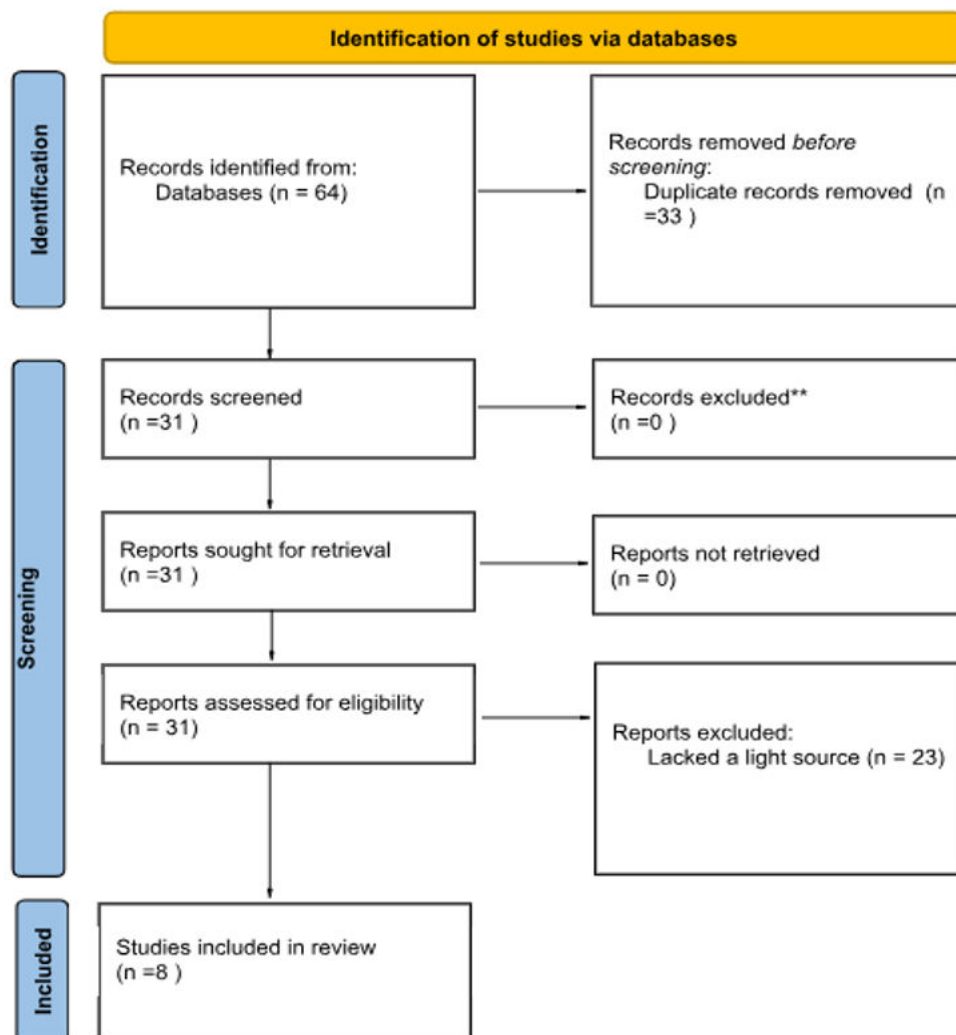 Identification of studies via databases
Identification
Records identified from:
Databases (n = 64)
Records removed before
screening:
Duplicate records removed (n
=33 )
Screening
Records screened
(n =31 )
Records excluded**
(n =0 )
Reports sought for retrieval
(n =31 )
Reports not retrieved
(n = 0)
Reports assessed for eligibility
(n = 31)
Reports excluded:
Lacked a light source (n = 23)
Included
Studies included in review
(n =8 )